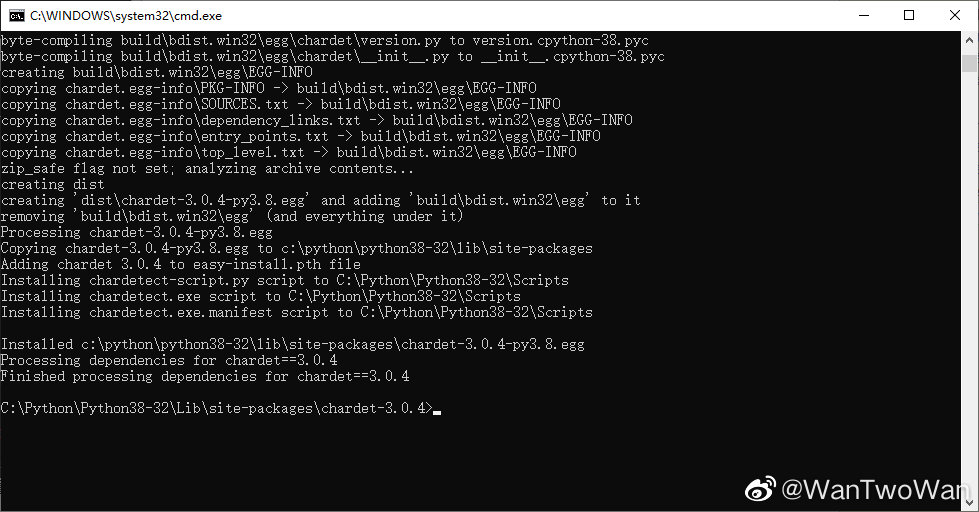 C:\WINDOWS\system32\cmd.exe
byte-compiling build\bdist.win32\egg\chardet\version.py to version.cpython-38.pyc
byte-compiling build\bdist.win32\egg\chardet\__init__.py to __init__.cpython-38.pyc
creating build\bdist.win32\egg\EGG-INFO
copying chardet.egg-info\PKG-INFO -> build\bdist.win32\egg\EGG-INFO
copying chardet.egg-info\SOURCES.txt -> build\bdist.win32\egg\EGG-INFO
copying chardet.egg-info\dependency_links.txt -> build\bdist.win32\egg\EGG-INFO
copying chardet.egg-info\entry_points.txt -> build\bdist.win32\egg\EGG-INFO
copying chardet.egg-info\top_level.txt -> build\bdist.win32\egg\EGG-INFO
zip_safe flag not set; analyzing archive contents...
creating dist
creating 'dist\chardet-3.0.4-py3.8.egg' and adding 'build\bdist.win32\egg' to it
removing 'build\bdist.win32\egg' (and everything under it)
Processing chardet-3.0.4-py3.8.egg
Copying chardet-3.0.4-py3.8.egg to c:\python\python38-32\lib\site-packages
Adding chardet 3.0.4 to easy-install.pth file
Installing chardetect-script.py script to C:\Python\Python38-32\Scripts
Installing chardetect.exe script to C:\Python\Python38-32\Scripts
Installing chardetect.exe.manifest script to C:\Python\Python38-32\Scripts
Installed c:\python\python38-32\lib\site-packages\chardet-3.0.4-py3.8.egg
Processing dependencies for chardet==3.0.4
Finished processing dependencies for chardet==3.0.4
C:\Python\Python38-32\Lib\site-packages\chardet-3.0.4>
@WanTwoWan